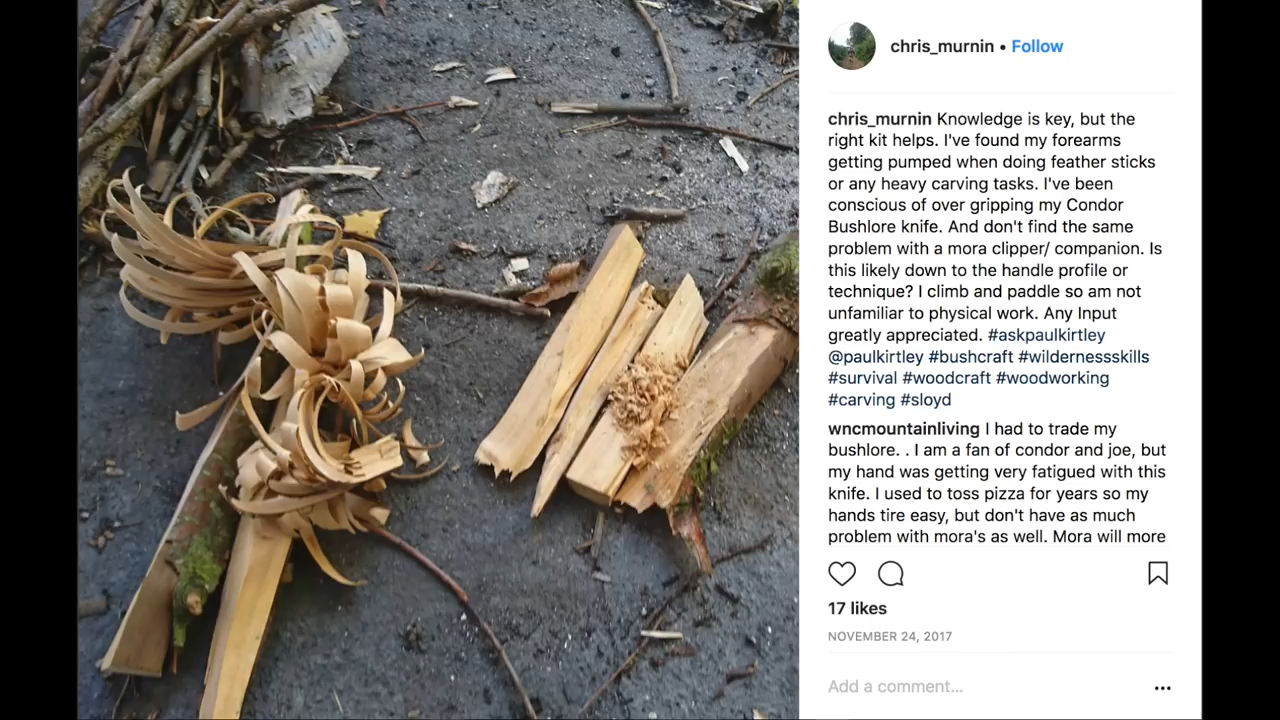 chris_murnin • Follow
chris_murnin Knowledge is key, but the
right kit helps. I've found my forearms
getting pumped when doing feather sticks
or any heavy carving tasks. I've been
conscious of over gripping my Condor
Bushlore knife. And don't find the same
problem with a mora clipper/ companion. Is
this likely down to the handle profile or
technique? I climb and paddle so am not
unfamiliar to physical work. Any Input
greatly appreciated. #askpaulkirtley
@paulkirtley #bushcraft #wildernessskills
#survival #woodcraft #woodworking
#carving #sloyd
wncmountainliving I had to trade my
bushlore. . I am a fan of condor and joe, but
my hand was getting very fatigued with this
knife. I used to toss pizza for years so my
hands tire easy, but don't have as much
problem with mora's as well. Mora will more
17 likes
NOVEMBER 24, 2017
Add a comment...